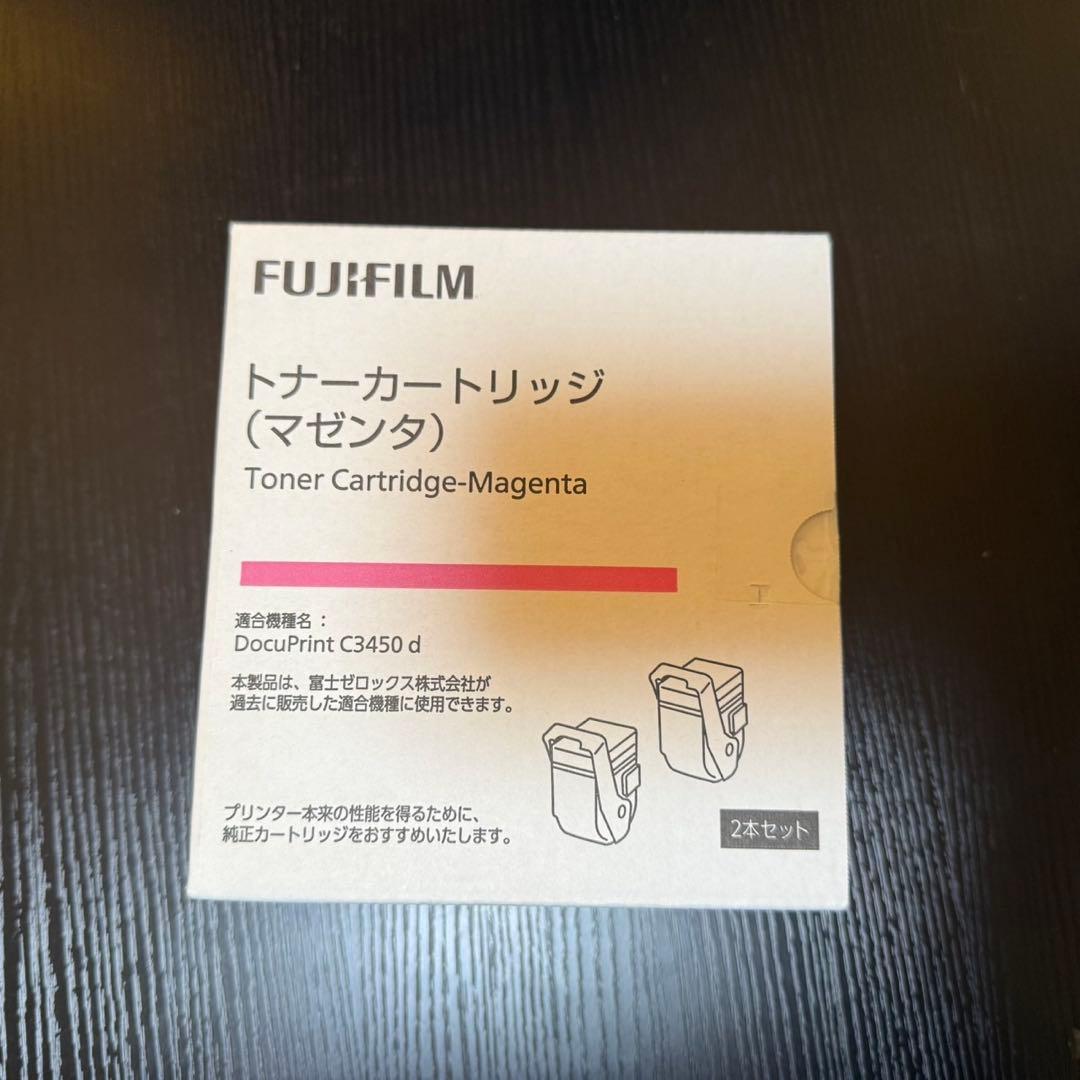 FUJIFILM
トナーカートリッジ
（マゼンタ）
Toner Cartridge-Magenta
適合機種名：
DocuPrint C3450 d
本製品は、富士ゼロックス株式会社が
過去に販売した適合機種に使用できます。
プリンター本来の性能を得るために、
純正カートリッジをおすすめいたします。
2本セット